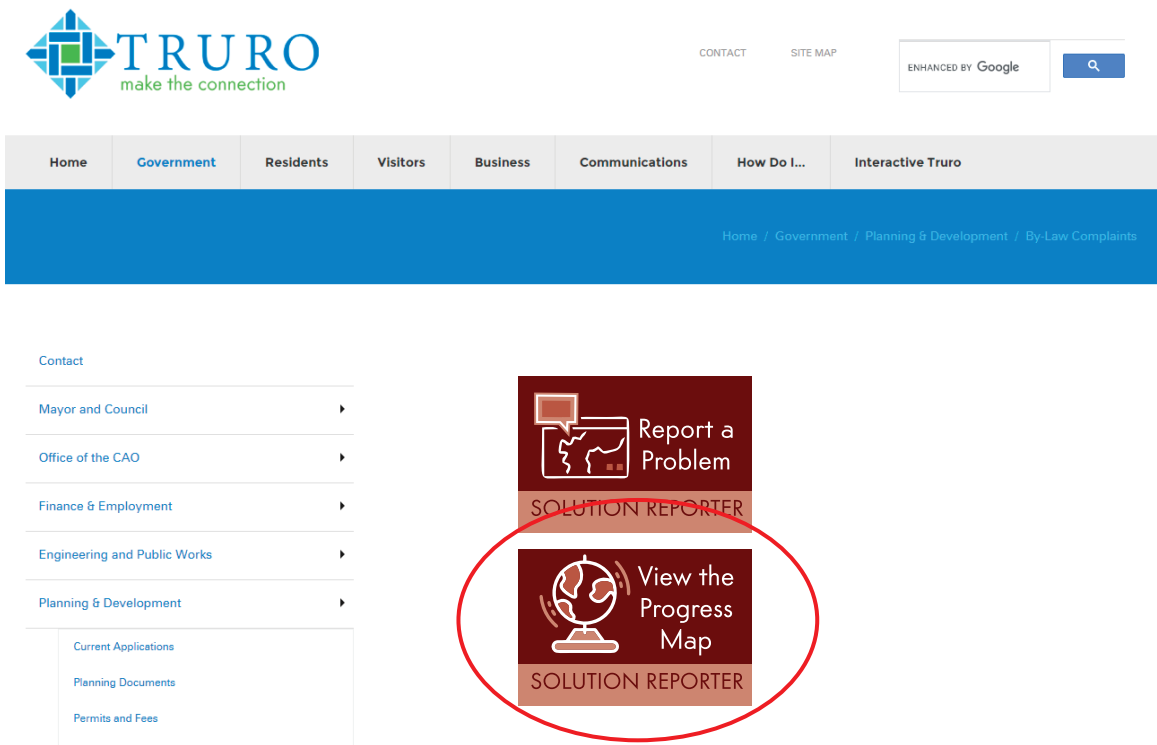 TRURO
make the connection
CONTACT
SITE MAP
ENHANCED BY Google
Home
Government
Residents
Visitors
Business
Communications
How Do I...
Interactive Truro
Home / Government / Planning & Development / By-Law Complaints
Contact
Mayor and Council
Office of the CAO
Finance & Employment
Engineering and Public Works
Planning & Development
Current Applications
Planning Documents
Permits and Fees
Report a
Problem
SOLUTION REPORTER
View the
Progress
Map
SOLUTION REPORTER